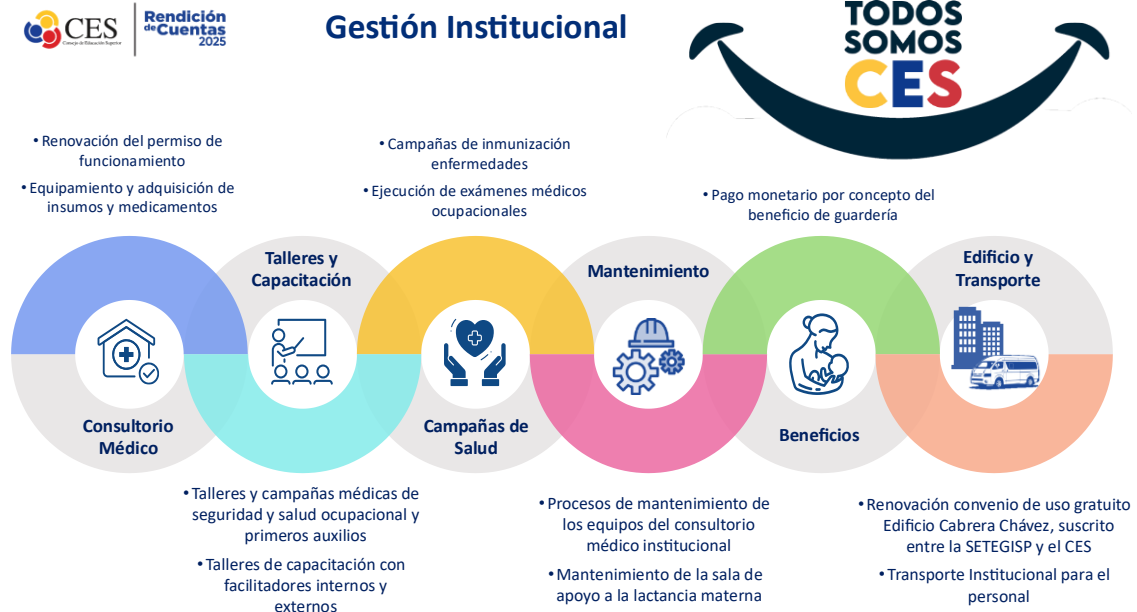 CES
Consejo de Educación Superior
Rendición
de Cuentas
2025
Gestión Institucional
TODOS
SOMOS
CES
• Renovación del permiso de
funcionamiento
• Equipamiento y adquisición de
insumos y medicamentos
• Campañas de inmunización
enfermedades
• Ejecución de exámenes médicos
ocupacionales
• Pago monetario por concepto del
beneficio de guardería
Talleres y
Capacitación
Mantenimiento
Edificio y
Transporte
Consultorio
Médico
Campañas de
Salud
Beneficios
• Talleres y campañas médicas de
seguridad y salud ocupacional y
primeros auxilios
• Talleres de capacitación con
facilitadores internos y
externos
• Procesos de mantenimiento de
los equipos del consultorio
médico institucional
• Mantenimiento de la sala de
apoyo a la lactancia materna
• Renovación convenio de uso gratuito
Edificio Cabrera Chávez, suscrito
entre la SETEGISP y el CES
• Transporte Institucional para el
personal